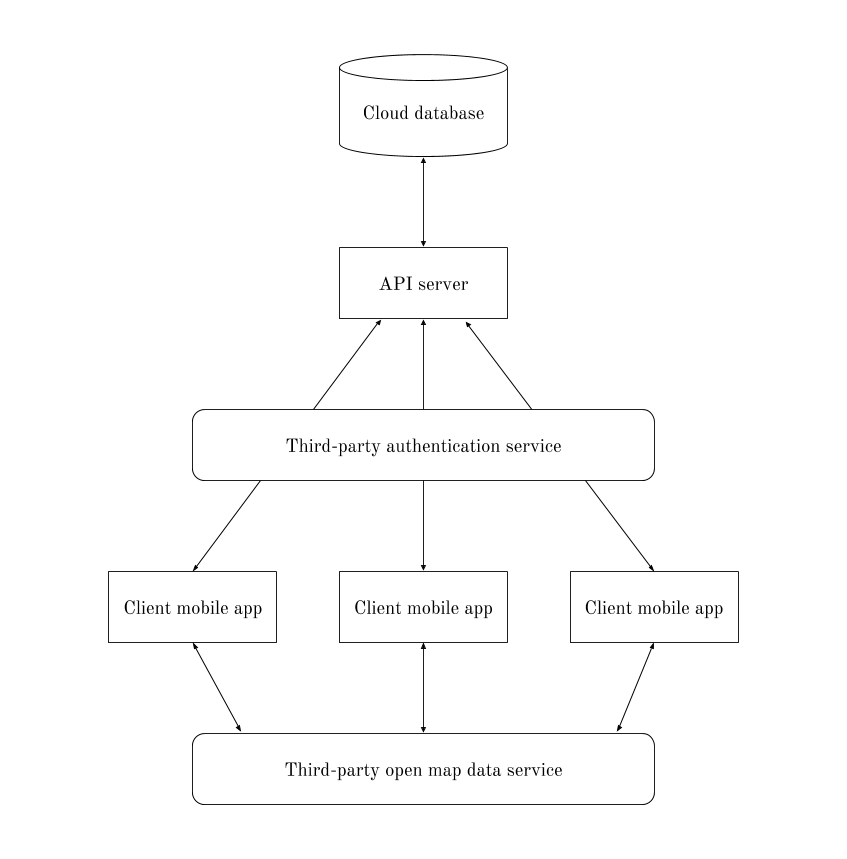 Cloud database
API server
Third-party authentication service
Client mobile app
Client mobile app
Client mobile app
Third-party open map data service